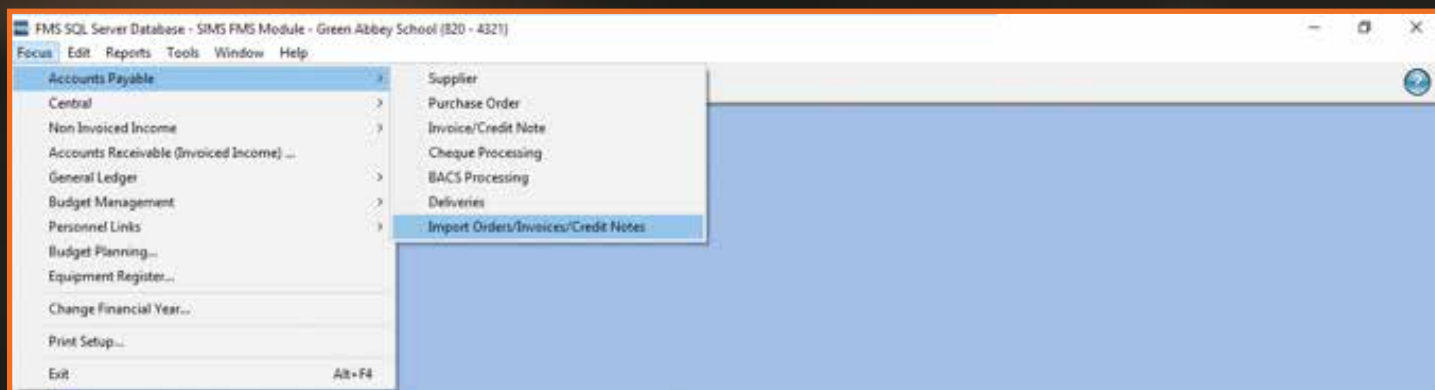 FMS SQL Server Database - SIMS FMS Module - Green Abbey School (820 - 4321)
Focus Edit Reports Tools Window Help
Accounts Payable
Central
Non Invoiced Income
Accounts Receivable (Invoiced Income) ...
General Ledger
Budget Management
Personnel Links
Budget Planning...
Equipment Register...
Change Financial Year...
Print Setup...
Exit Alt+F4
Supplier
Purchase Order
Invoice/Credit Note
Cheque Processing
BACS Processing
Deliveries
Import Orders/Invoices/Credit Notes